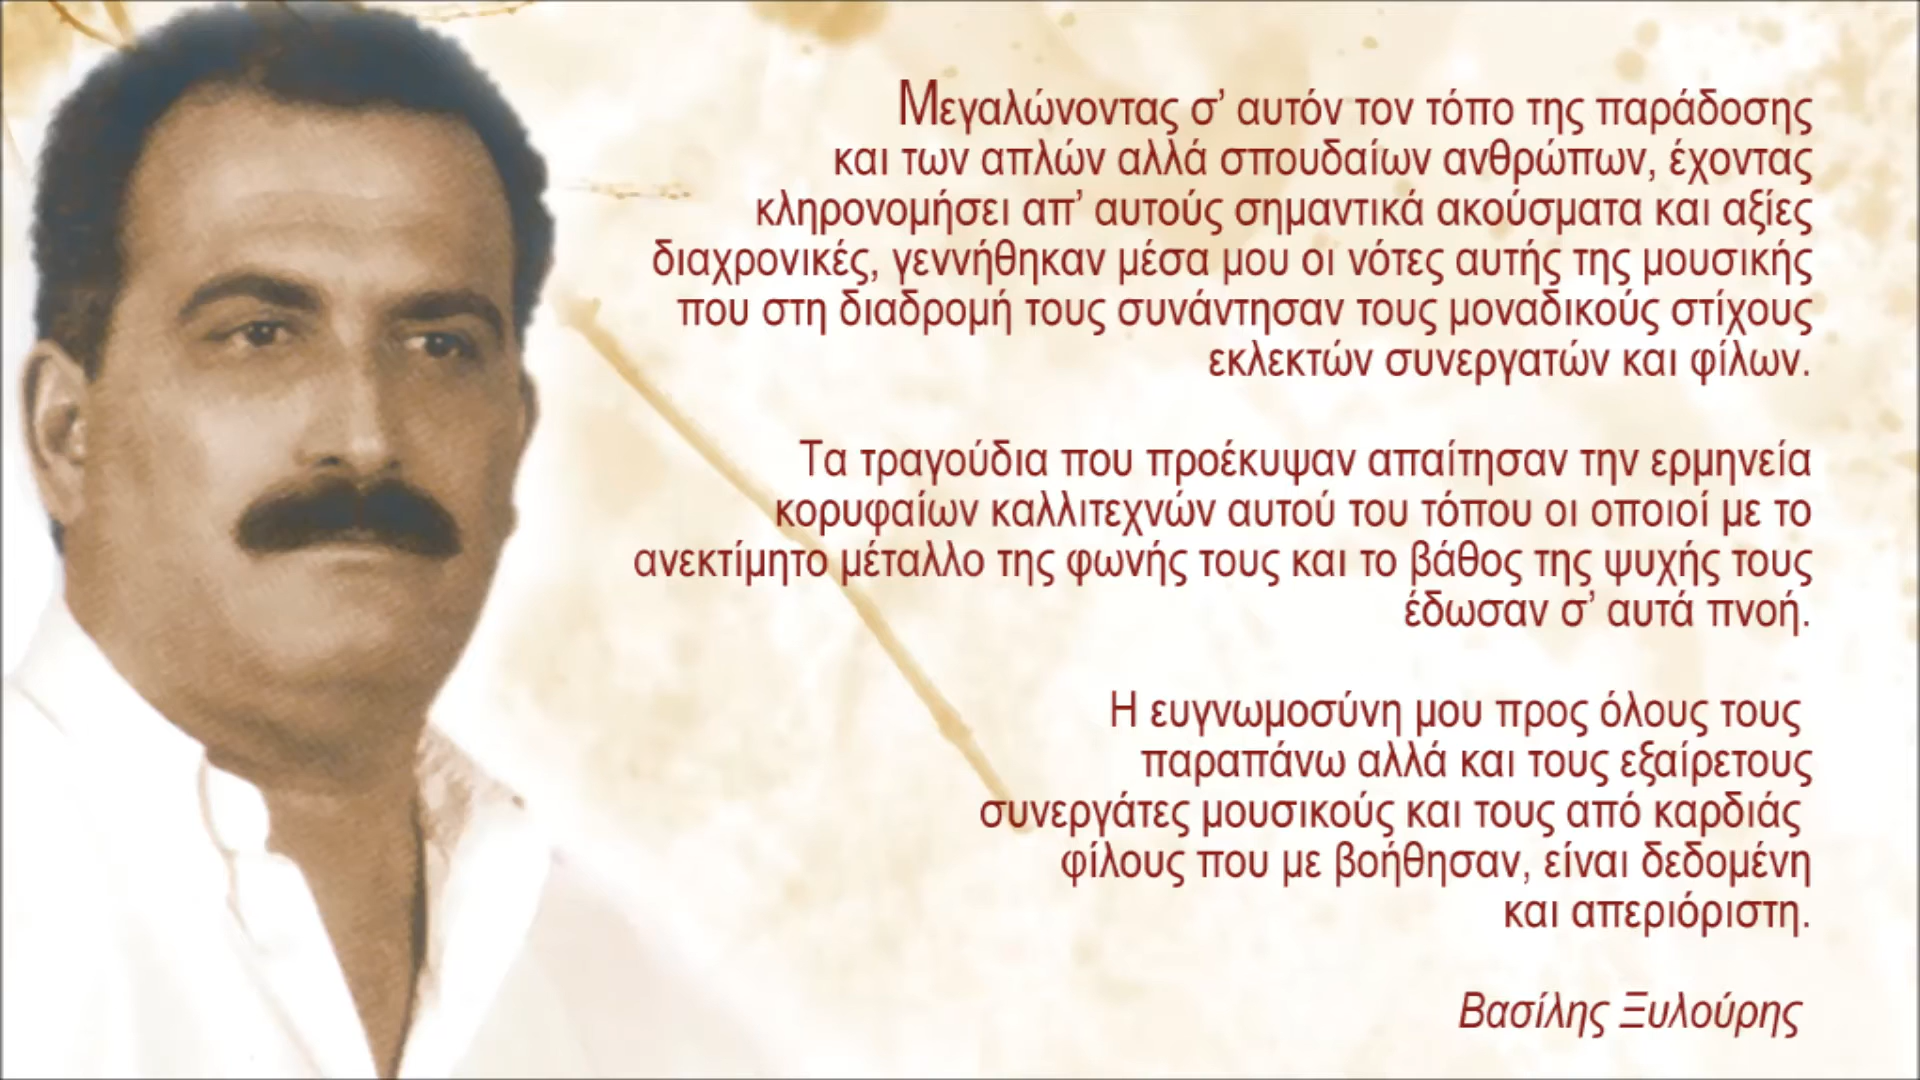 Μεγαλώνοντας σ’ αυτόν τον τόπο της παράδοσης
και των απλών αλλά σπουδαίων ανθρώπων, έχοντας
κληρονομήσει απ’ αυτούς σημαντικά ακούσματα και αξίες
διαχρονικές, γεννήθηκαν μέσα μου οι νότες αυτής της μουσικής
που στη διαδρομή τους συνάντησαν τους μοναδικούς στίχους
εκλεκτών συνεργατών και φίλων.
Τα τραγούδια που προέκυψαν απαίτησαν την ερμηνεία
κορυφαίων καλλιτεχνών αυτού του τόπου οι οποιοί με το
ανεκτίμητο μέταλλο της φωνής τους και το βάθος της ψυχής τους
έδωσαν σ’ αυτά πνοή.
Η ευγνωμοσύνη μου προς όλους τους
παραπάνω αλλά και τους εξαίρετους
συνεργάτες μουσικούς και τους από καρδιάς
φίλους που με βοήθησαν, είναι δεδομένη
και απεριόριστη.
Βασίλης Ξυλούρης